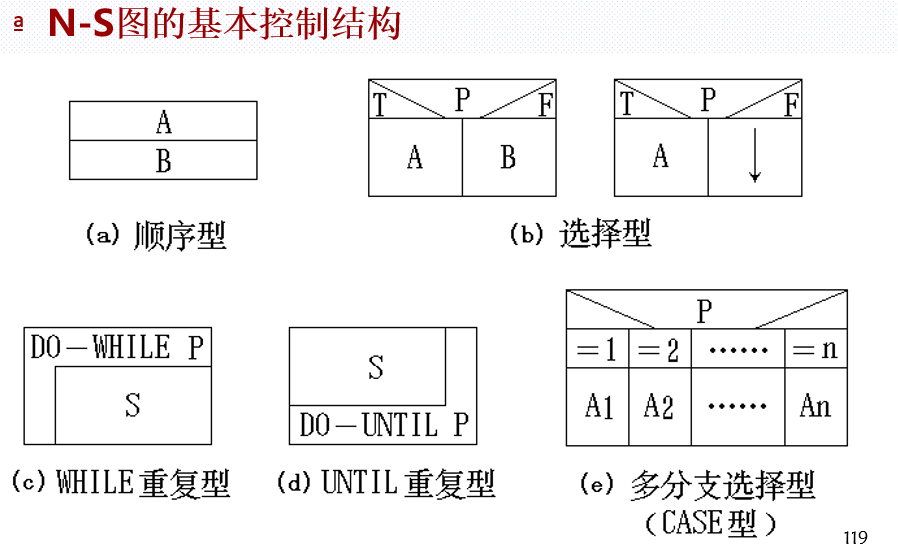 a N-S图的基本控制结构
A
B
(a) 顺序型
T P F
A B
T P F
A
(b) 选择型
DO－WHILE P
S
(c) WHILE重复型
S
DO－UNTIL P
(d) UNTIL重复型
P
=1 =2 …… =n
A1 A2 …… An
(e) 多分支选择型
（CASE型）
119